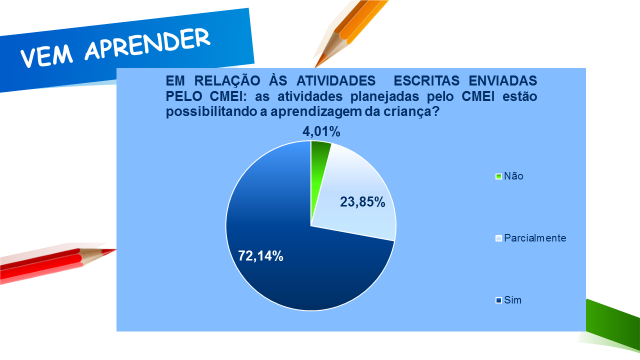 VEM APRENDER
EM RELAÇÃO ÀS ATIVIDADES ESCRITAS ENVIADAS
PELO CMEI: as atividades planejadas pelo CMEI estão
possibilitando a aprendizagem da criança?
4,01%
23,85%
72,14%
Não
Parcialmente
Sim